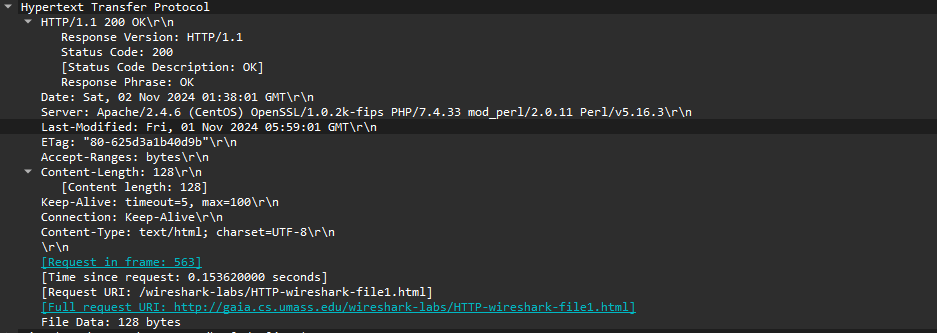 Hypertext Transfer Protocol
HTTP/1.1 200 OK\r\n
Response Version: HTTP/1.1
Status Code: 200
[Status Code Description: OK]
Response Phrase: OK
Date: Sat, 02 Nov 2024 01:38:01 GMT\r\n
Server: Apache/2.4.6 (CentOS) OpenSSL/1.0.2k-fips PHP/7.4.33 mod_perl/2.0.11 Perl/v5.16.3\r\n
Last-Modified: Fri, 01 Nov 2024 05:59:01 GMT\r\n
ETag: "80-625d3a1b40d9b"\r\n
Accept-Ranges: bytes\r\n
Content-Length: 128\r\n
[Content length: 128]
Keep-Alive: timeout=5, max=100\r\n
Connection: Keep-Alive\r\n
Content-Type: text/html; charset=UTF-8\r\n
\r\n
[Request in frame: 563]
[Time since request: 0.153620000 seconds]
[Request URI: /wireshark-labs/HTTP-wireshark-file1.html]
[Full request URI: http://gaia.cs.umass.edu/wireshark-labs/HTTP-wireshark-file1.html]
File Data: 128 bytes